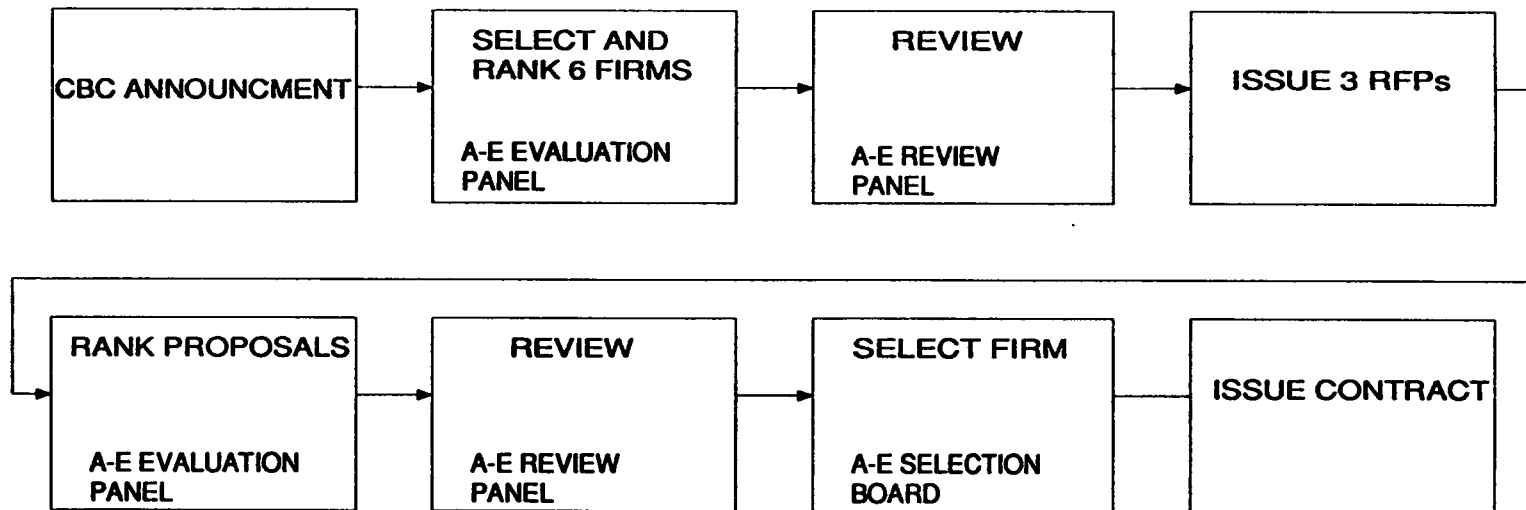 CBC ANNOUNCMENT
SELECT AND
RANK 6 FIRMS
A-E EVALUATION
PANEL
REVIEW
A-E REVIEW
PANEL
ISSUE 3 RFPs
RANK PROPOSALS
A-E EVALUATION
PANEL
REVIEW
A-E REVIEW
PANEL
SELECT FIRM
A-E SELECTION
BOARD
ISSUE CONTRACT